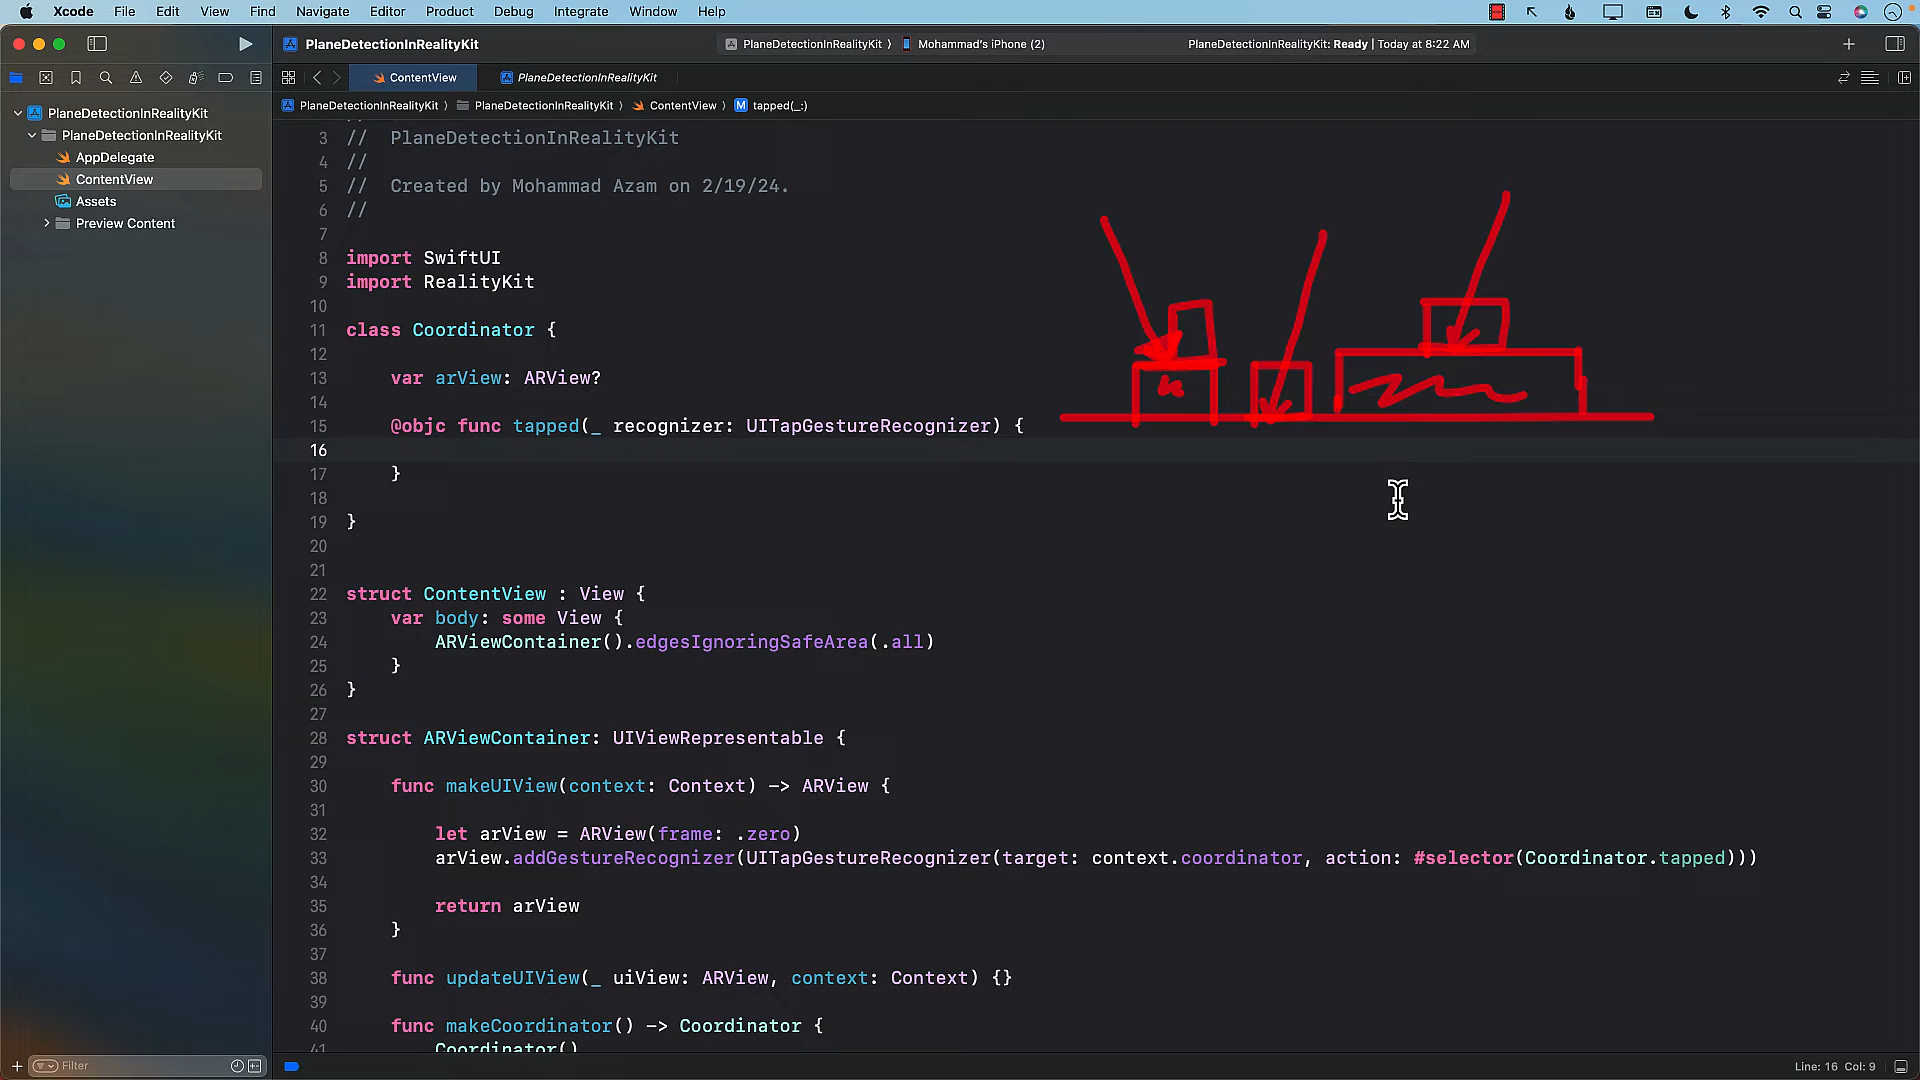 Xcode File Edit View Find Navigate Editor Product Debug Integrate Window Help
PlaneDetectionInRealityKit
PlaneDetectionInRealityKit ⟩ Mohammad's iPhone (2)
PlaneDetectionInRealityKit: Ready | Today at 8:22 AM
ContentView
PlaneDetectionInRealityKit
PlaneDetectionInRealityKit ⟩ PlaneDetectionInRealityKit ⟩ ContentView ⟩ M tapped(_:)
PlaneDetectionInRealityKit
PlaneDetectionInRealityKit
AppDelegate
ContentView
Assets
Preview Content
3 //  PlaneDetectionInRealityKit
4 //
5 //  Created by Mohammad Azam on 2/19/24.
6 //
7
8 import SwiftUI
9 import RealityKit
10
11 class Coordinator {
12
13     var arView: ARView?
14
15     @objc func tapped(_ recognizer: UITapGestureRecognizer) {
16
17     }
18
19 }
20
21
22 struct ContentView : View {
23     var body: some View {
24         ARViewContainer().edgesIgnoringSafeArea(.all)
25     }
26 }
27
28 struct ARViewContainer: UIViewRepresentable {
29
30     func makeUIView(context: Context) -> ARView {
31
32         let arView = ARView(frame: .zero)
33         arView.addGestureRecognizer(UITapGestureRecognizer(target: context.coordinator, action: #selector(Coordinator.tapped)))
34
35         return arView
36     }
37
38     func updateUIView(_ uiView: ARView, context: Context) {}
39
40     func makeCoordinator() -> Coordinator {
41         Coordinator()
Filter
Line: 16 Col: 9